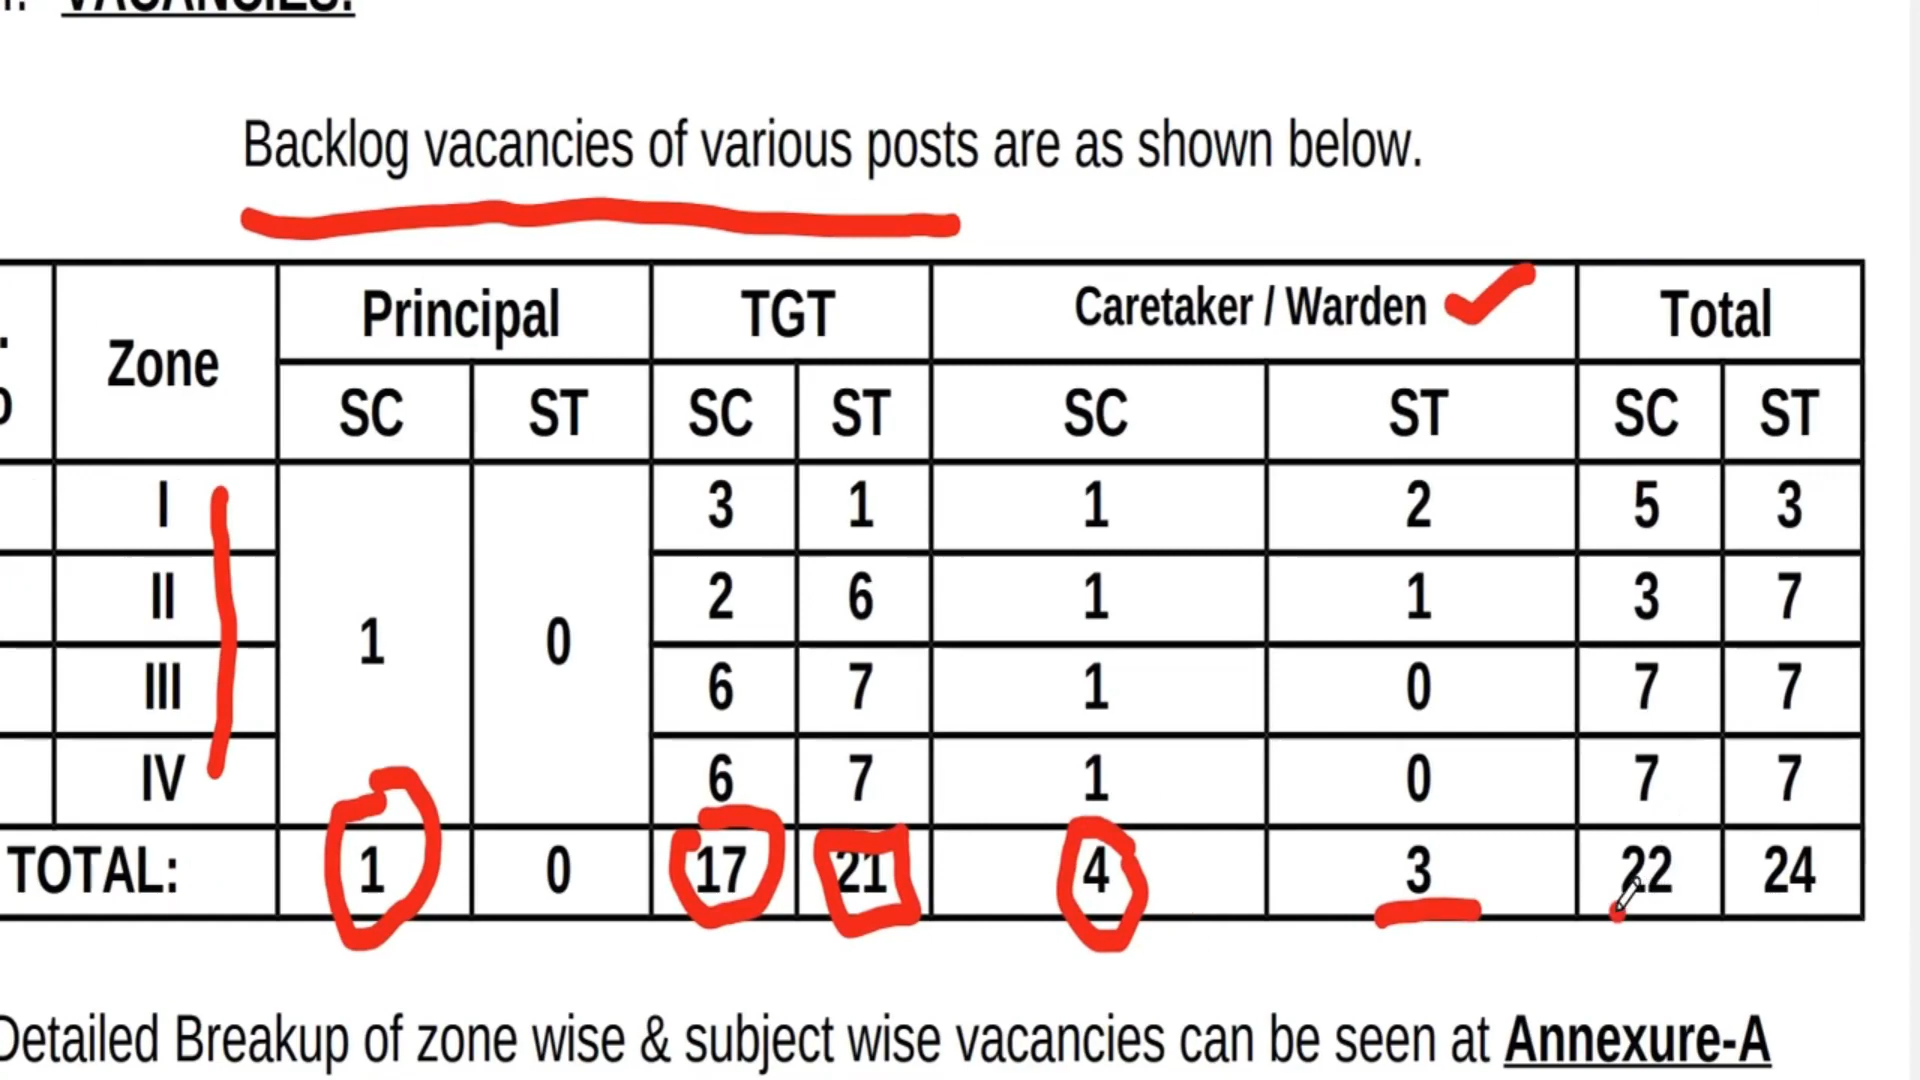 VACANCIES:
Backlog vacancies of various posts are as shown below.
Zone Principal TGT Caretaker / Warden Total
SC ST SC ST SC ST SC ST
I 3 1 1 2 5 3
II 2 6 1 1 3 7
1 0
III 6 7 1 0 7 7
IV 6 7 1 0 7 7
TOTAL: 1 0 17 21 4 3 22 24
Detailed Breakup of zone wise & subject wise vacancies can be seen at Annexure-A